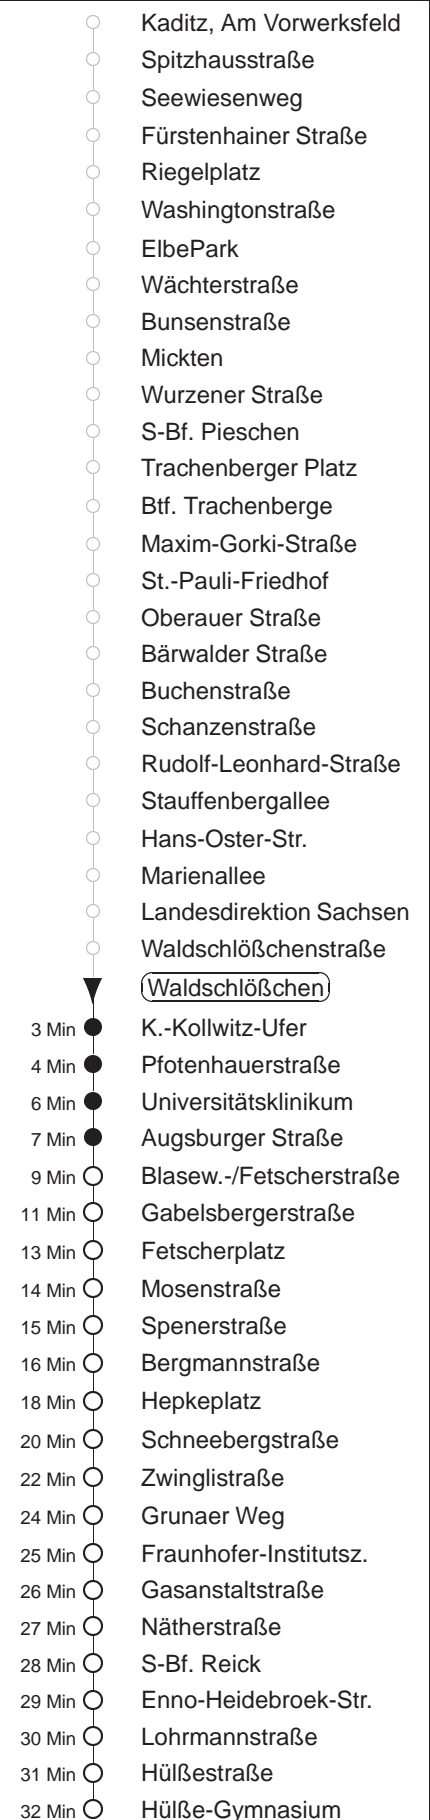 Kaditz, Am Vorwerksfeld
Spitzhausstraße
Seewiesenweg
Fürstenhainer Straße
Riegelplatz
Washingtonstraße
ElbePark
Wächterstraße
Bunsenstraße
Mickten
Wurzener Straße
S-Bf. Pieschen
Trachenberger Platz
Btf. Trachenberge
Maxim-Gorki-Straße
St.-Pauli-Friedhof
Oberauer Straße
Bärwalder Straße
Buchenstraße
Schanzenstraße
Rudolf-Leonhard-Straße
Stauffenbergallee
Hans-Oster-Str.
Marienallee
Landesdirektion Sachsen
Waldschlößchenstraße
Waldschlößchen
3 Min K.-Kollwitz-Ufer
4 Min Pfotenhauerstraße
6 Min Universitätsklinikum
7 Min Augsburger Straße
9 Min Blasew.-/Fetscherstraße
11 Min Gabelsbergerstraße
13 Min Fetscherplatz
14 Min Mosenstraße
15 Min Spenerstraße
16 Min Bergmannstraße
18 Min Hepkeplatz
20 Min Schneebergstraße
22 Min Zwinglistraße
24 Min Grunaer Weg
25 Min Fraunhofer-Institutsz.
26 Min Gasanstaltstraße
27 Min Nätherstraße
28 Min S-Bf. Reick
29 Min Enno-Heidebroek-Str.
30 Min Lohrmannstraße
31 Min Hülßestraße
32 Min Hülße-Gymnasium